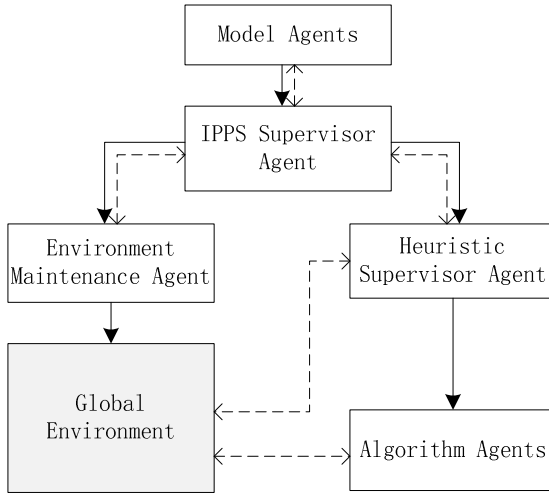 Model Agents
IPPS Supervisor
Agent
Environment
Maintenance Agent
Heuristic
Supervisor Agent
Global
Environment
Algorithm Agents